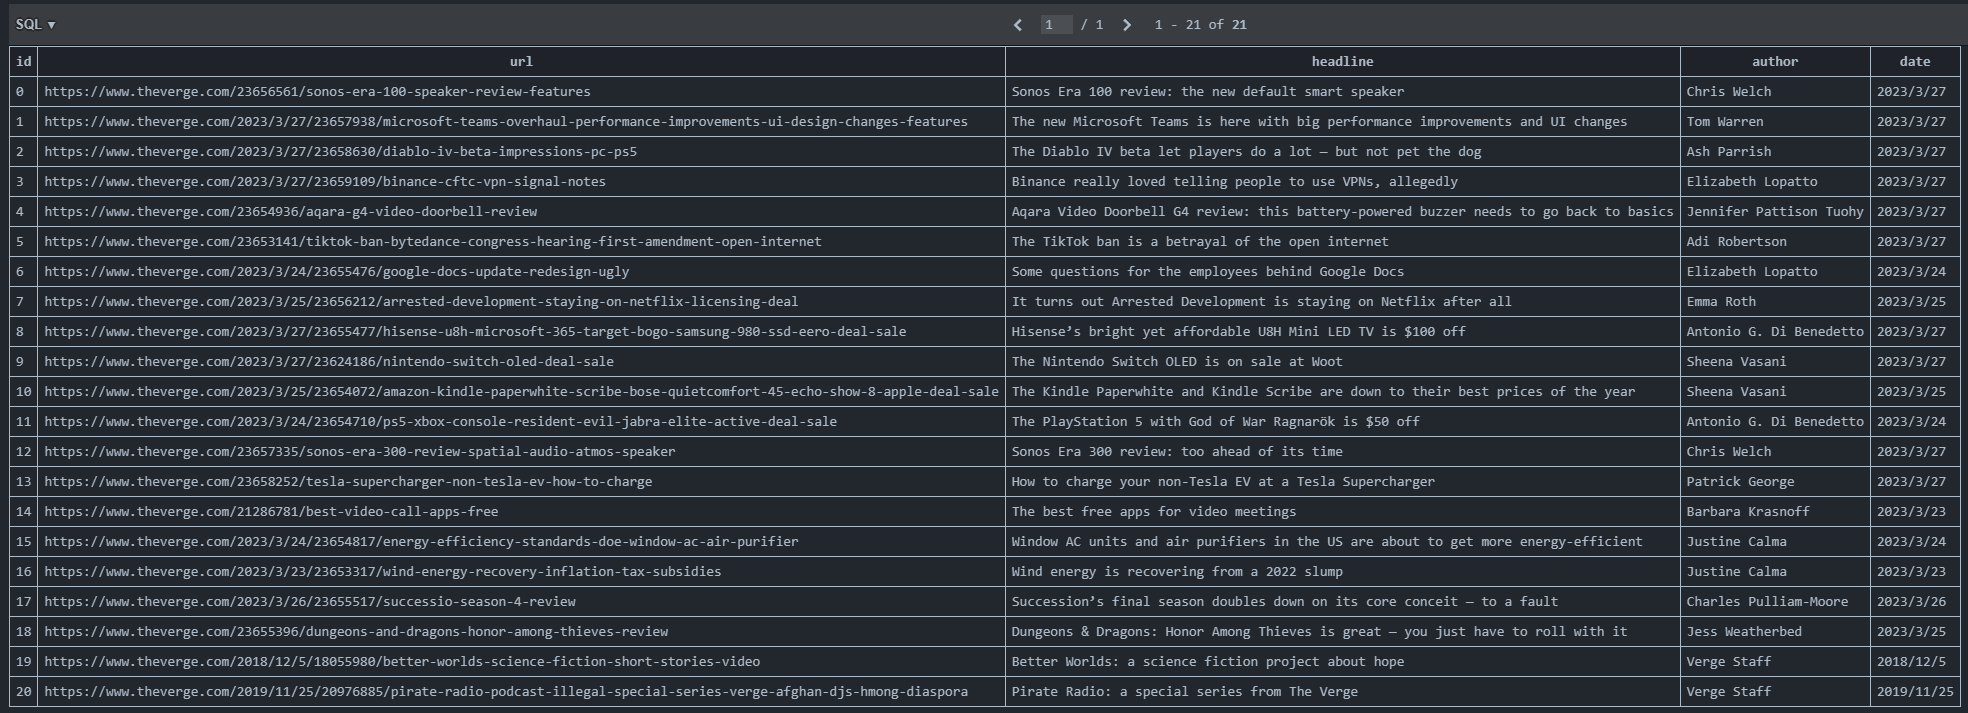 SQL ▼ 1 / 1 1 - 21 of 21
id url headline author date
0 https://www.theverge.com/23656561/sonos-era-100-speaker-review-features Sonos Era 100 review: the new default smart speaker Chris Welch 2023/3/27
1 https://www.theverge.com/2023/3/27/23657938/microsoft-teams-overhaul-performance-improvements-ui-design-changes-features The new Microsoft Teams is here with big performance improvements and UI changes Tom Warren 2023/3/27
2 https://www.theverge.com/2023/3/27/23658630/diablo-iv-beta-impressions-pc-ps5 The Diablo IV beta let players do a lot — but not pet the dog Ash Parrish 2023/3/27
3 https://www.theverge.com/2023/3/27/23659109/binance-cftc-vpn-signal-notes Binance really loved telling people to use VPNs, allegedly Elizabeth Lopatto 2023/3/27
4 https://www.theverge.com/23654936/aqara-g4-video-doorbell-review Aqara Video Doorbell G4 review: this battery-powered buzzer needs to go back to basics Jennifer Pattison Tuohy 2023/3/27
5 https://www.theverge.com/23653141/tiktok-ban-bytedance-congress-hearing-first-amendment-open-internet The TikTok ban is a betrayal of the open internet Adi Robertson 2023/3/27
6 https://www.theverge.com/2023/3/24/23655476/google-docs-update-redesign-ugly Some questions for the employees behind Google Docs Elizabeth Lopatto 2023/3/24
7 https://www.theverge.com/2023/3/25/23656212/arrested-development-staying-on-netflix-licensing-deal It turns out Arrested Development is staying on Netflix after all Emma Roth 2023/3/25
8 https://www.theverge.com/2023/3/27/23655477/hisense-u8h-microsoft-365-target-bogo-samsung-980-ssd-eero-deal-sale Hisense’s bright yet affordable U8H Mini LED TV is $100 off Antonio G. Di Benedetto 2023/3/27
9 https://www.theverge.com/2023/3/27/23624186/nintendo-switch-oled-deal-sale The Nintendo Switch OLED is on sale at Woot Sheena Vasani 2023/3/27
10 https://www.theverge.com/2023/3/25/23654072/amazon-kindle-paperwhite-scribe-bose-quietcomfort-45-echo-show-8-apple-deal-sale The Kindle Paperwhite and Kindle Scribe are down to their best prices of the year Sheena Vasani 2023/3/25
11 https://www.theverge.com/2023/3/24/23654710/ps5-xbox-console-resident-evil-jabra-elite-active-deal-sale The PlayStation 5 with God of War Ragnarök is $50 off Antonio G. Di Benedetto 2023/3/24
12 https://www.theverge.com/23657335/sonos-era-300-review-spatial-audio-atmos-speaker Sonos Era 300 review: too ahead of its time Chris Welch 2023/3/27
13 https://www.theverge.com/23658252/tesla-supercharger-non-tesla-ev-how-to-charge How to charge your non-Tesla EV at a Tesla Supercharger Patrick George 2023/3/27
14 https://www.theverge.com/21286781/best-video-call-apps-free The best free apps for video meetings Barbara Krasnoff 2023/3/23
15 https://www.theverge.com/2023/3/24/23654817/energy-efficiency-standards-doe-window-ac-air-purifier Window AC units and air purifiers in the US are about to get more energy-efficient Justine Calma 2023/3/24
16 https://www.theverge.com/2023/3/23/23653317/wind-energy-recovery-inflation-tax-subsidies Wind energy is recovering from a 2022 slump Justine Calma 2023/3/23
17 https://www.theverge.com/2023/3/26/23655517/successio-season-4-review Succession’s final season doubles down on its core conceit — to a fault Charles Pulliam-Moore 2023/3/26
18 https://www.theverge.com/23655396/dungeons-and-dragons-honor-among-thieves-review Dungeons & Dragons: Honor Among Thieves is great — you just have to roll with it Jess Weatherbed 2023/3/25
19 https://www.theverge.com/2018/12/5/18055980/better-worlds-science-fiction-short-stories-video Better Worlds: a science fiction project about hope Verge Staff 2018/12/5
20 https://www.theverge.com/2019/11/25/20976885/pirate-radio-podcast-illegal-special-series-verge-afghan-djs-hmong-diaspora Pirate Radio: a special series from The Verge Verge Staff 2019/11/25